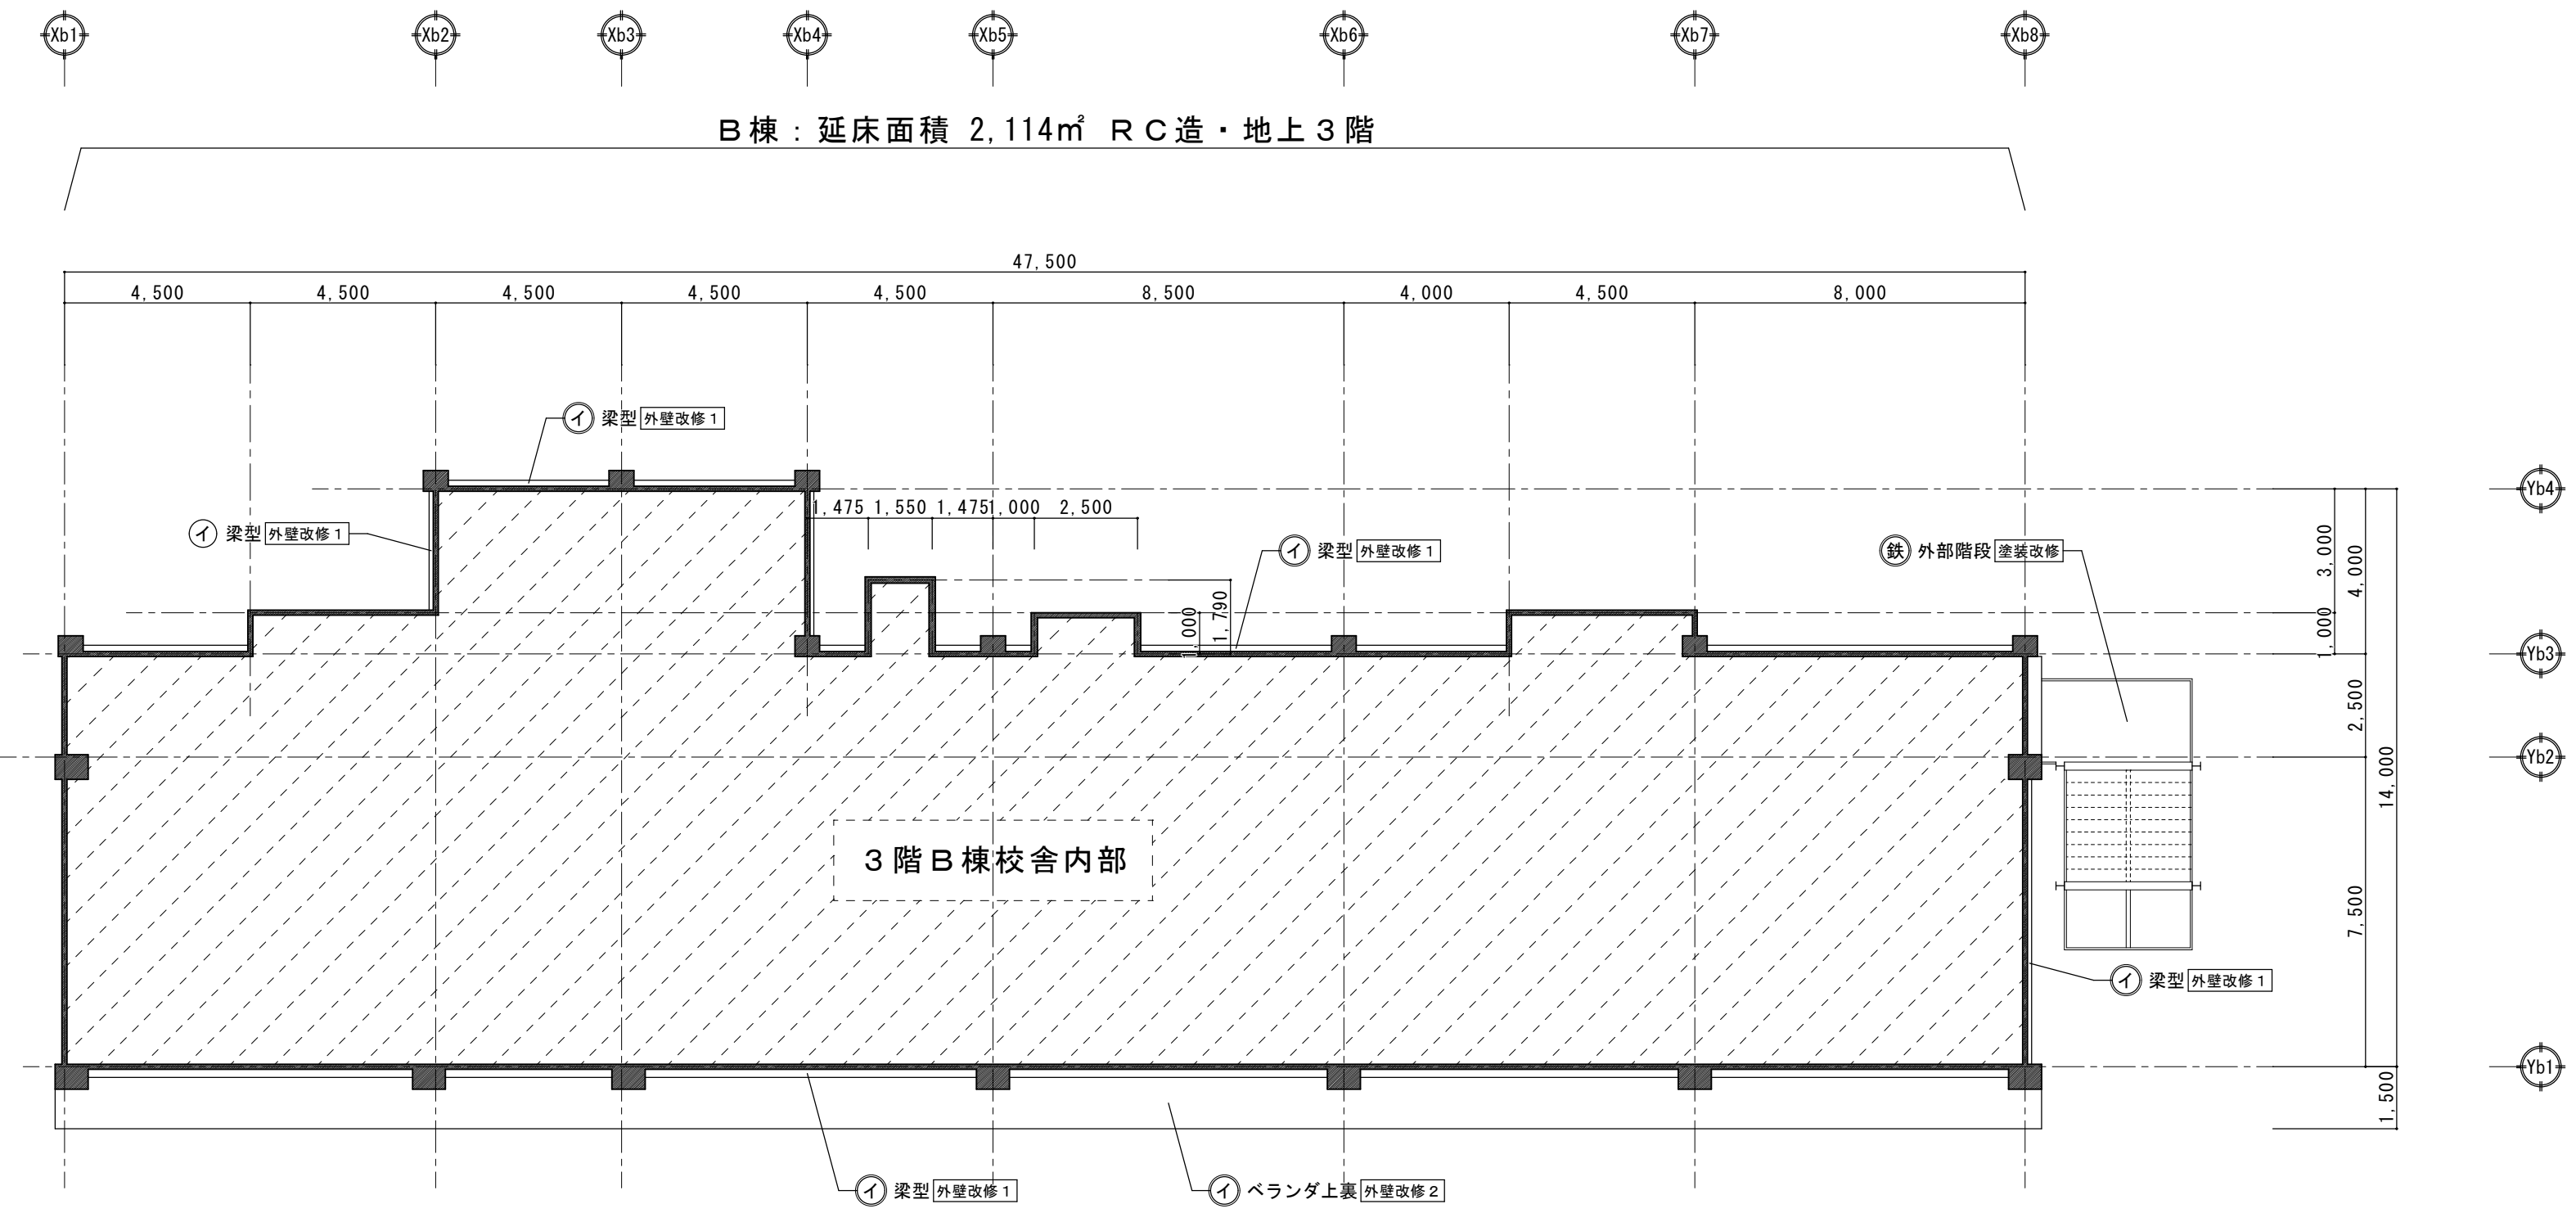 Xb1 Xb2 Xb3 Xb4 Xb5 Xb6 Xb7 Xb8
B棟：延床面積 2,114㎡ RC造・地上3階
47,500
4,500 4,500 4,500 4,500 4,500 8,500 4,000 4,500 8,000
イ 梁型 外壁改修1
Yb4
1,475 1,550 1,475 1,000 2,500
イ 梁型 外壁改修1
イ 梁型 外壁改修1
鉄 外部階段 塗装改修
3,000
4,000
1,000
1,790
1,000
Yb3
2,500
Yb2
14,000
3階B棟校舎内部
7,500
イ 梁型 外壁改修1
Yb1
1,500
イ 梁型 外壁改修1
イ ベランダ上裏 外壁改修2